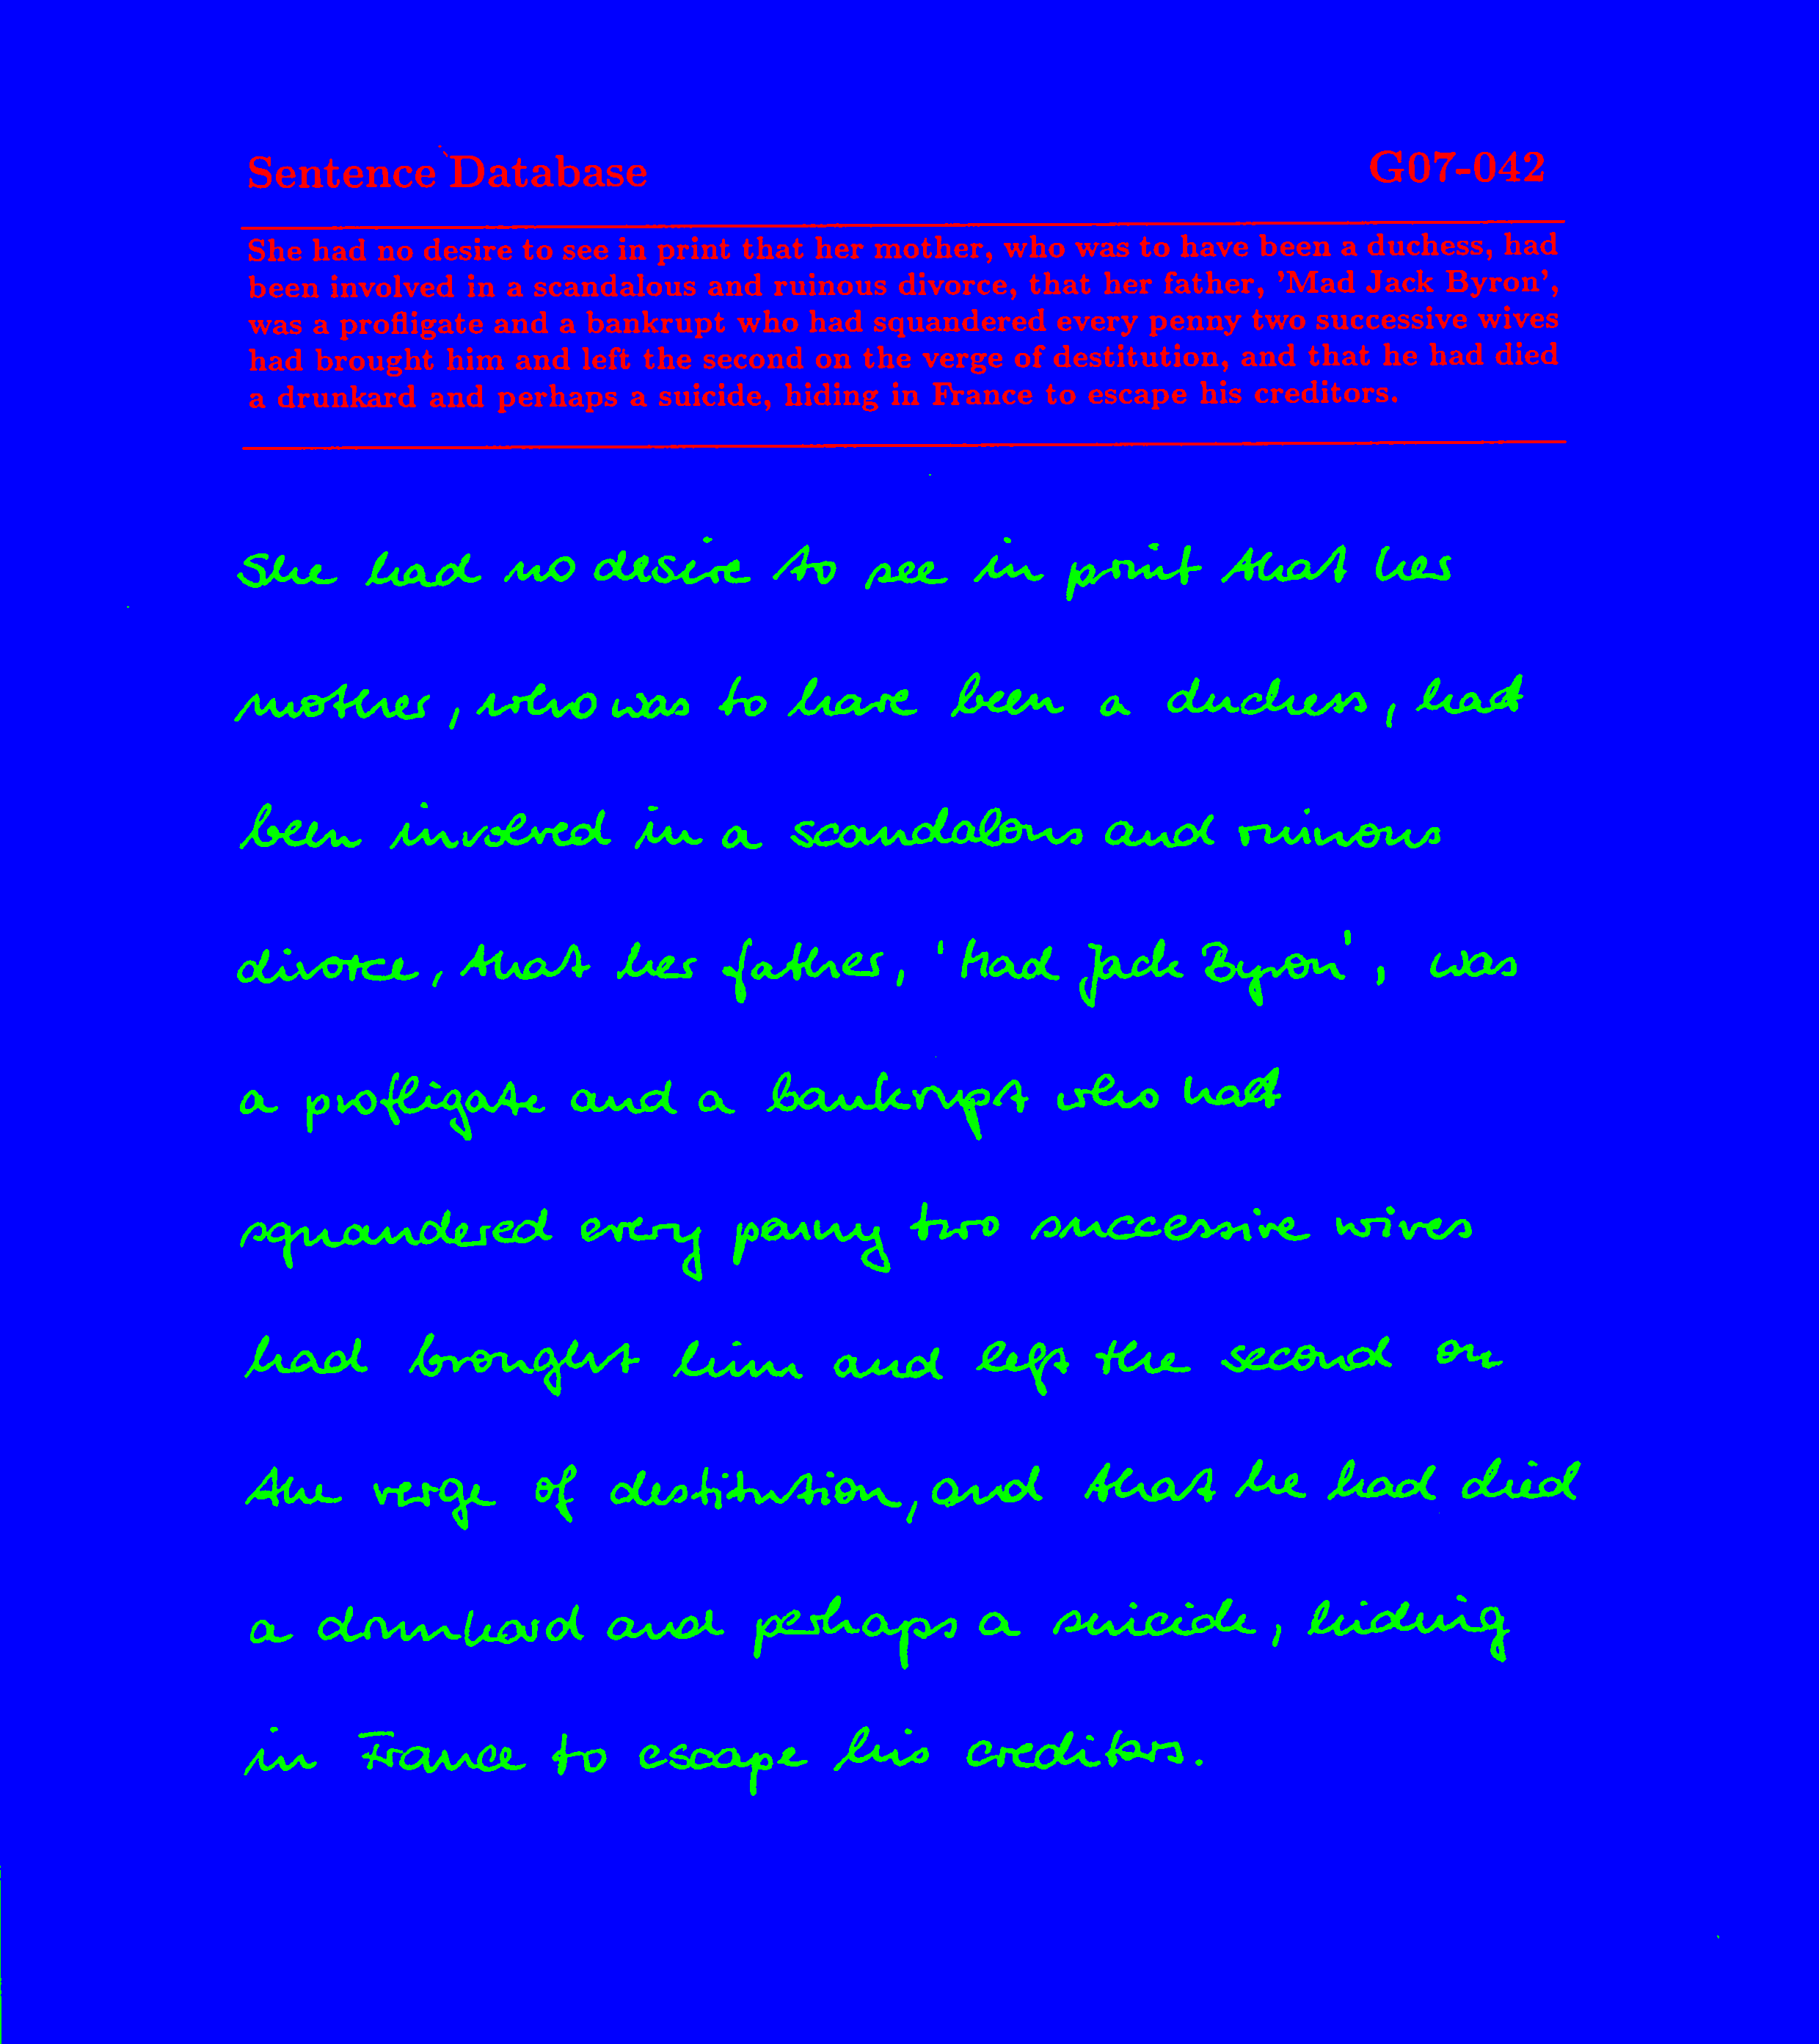 Sentence Database G07-042
She had no desire to see in print that her mother, who was to have been a duchess, had
been involved in a scandalous and ruinous divorce, that her father, 'Mad Jack Byron',
was a profligate and a bankrupt who had squandered every penny two successive wives
had brought him and left the second on the verge of destitution, and that he had died
a drunkard and perhaps a suicide, hiding in France to escape his creditors.
She had no desire to see in print that her
mother, who was to have been a duchess, had
been involved in a scandalous and ruinous
divorce, that her father, 'Mad Jack Byron', was
a profligate and a bankrupt who had
squandered every penny two successive wives
had brought him and left the second on
the verge of destitution, and that he had died
a drunkard and perhaps a suicide, hiding
in France to escape his creditors.